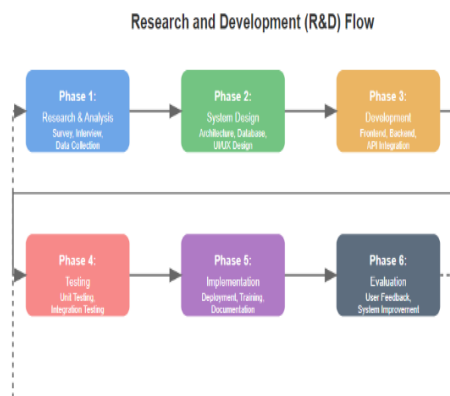 Research and Development (R&D) Flow
Phase 1:
Research & Analysis
Survey, Interview,
Data Collection
Phase 2:
System Design
Architecture, Database,
UI/UX Design
Phase 3:
Development
Frontend, Backend,
API Integration
Phase 4:
Testing
Unit Testing,
Integration Testing
Phase 5:
Implementation
Deployment, Training,
Documentation
Phase 6:
Evaluation
User Feedback,
System Improvement